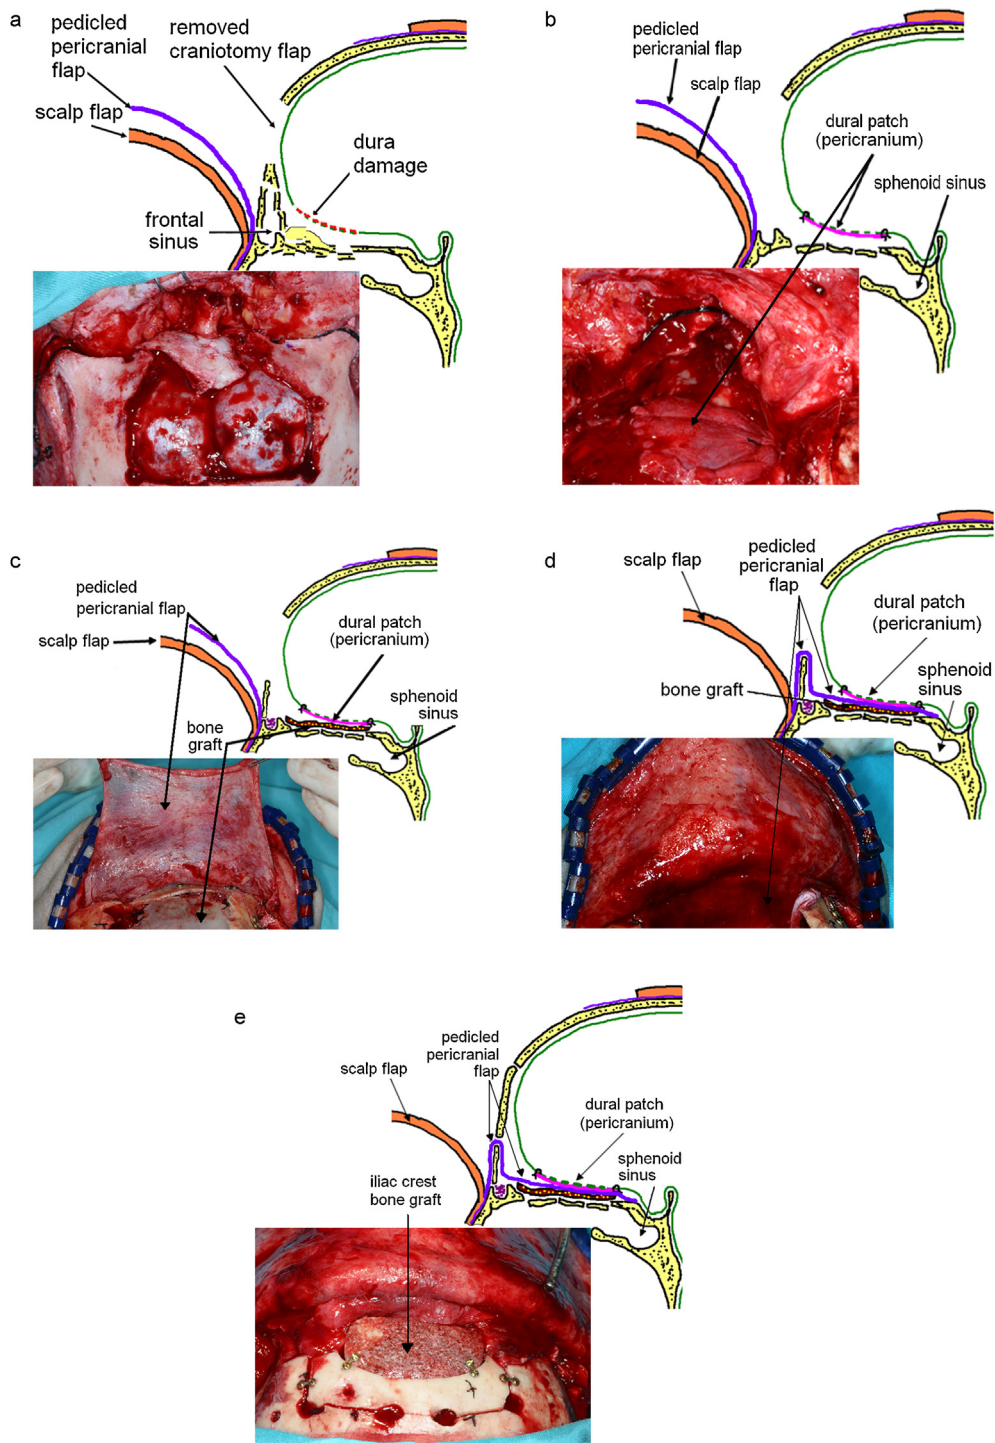 a
pedicled
pericranial
flap
removed
craniotomy flap
scalp flap
dura
damage
frontal
sinus
b
pedicled
pericranial flap
scalp flap
dural patch
(pericranium)
sphenoid sinus
c
pedicled
pericranial flap
scalp flap
dural patch
(pericranium)
sphenoid
sinus
bone
graft
d
pedicled
pericranial
flap
scalp flap
dural patch
(pericranium)
sphenoid
sinus
bone graft
e
pedicled
pericranial
flap
scalp flap
dural patch
(pericranium)
sphenoid
sinus
iliac crest
bone graft